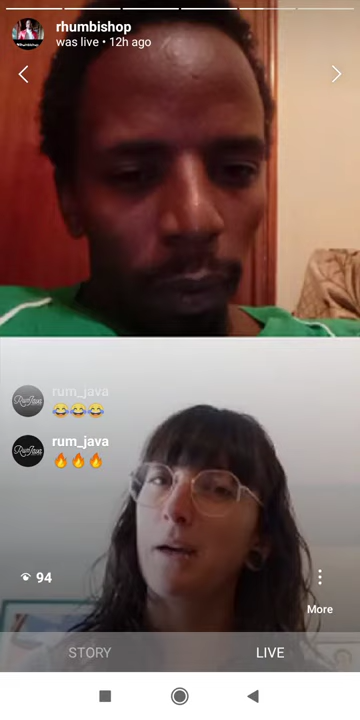 rhumbishop
was live • 12h ago
rum_java
😂😂😂
rum_java
🔥🔥🔥
94
More
STORY
LIVE